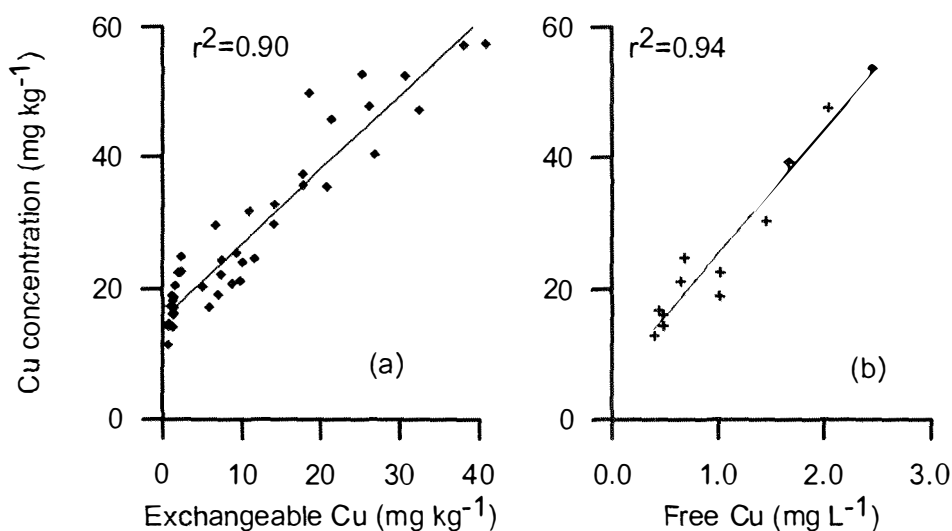 Cu concentration (mg kg⁻¹)
60
40
20
0
r²=0.90
(a)
0 10 20 30 40
Exchangeable Cu (mg kg⁻¹)
60
40
20
0
r²=0.94
(b)
0.0 1.0 2.0 3.0
Free Cu (mg L⁻¹)